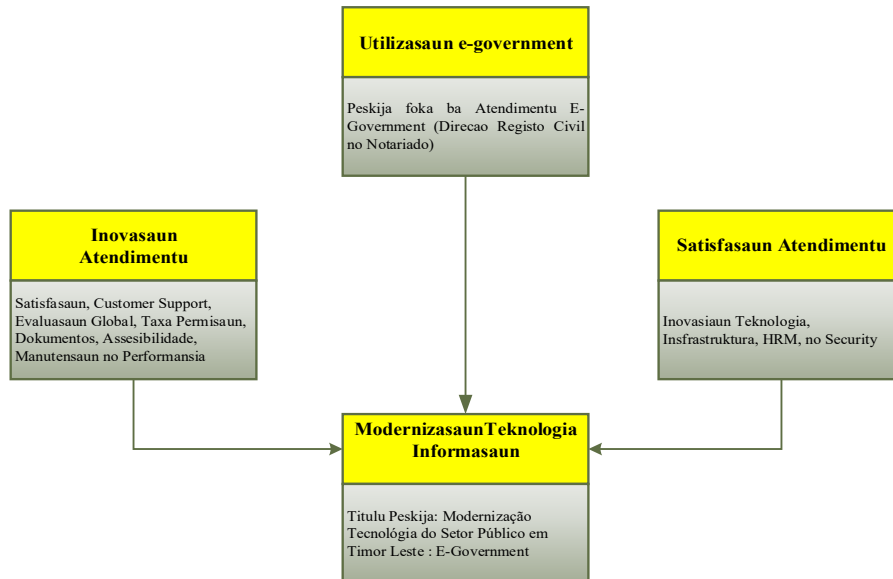 Utilizasaun e-government
Peskija foka ba Atendimentu E-
Government (Direcao Registo Civil
no Notariado)
Inovasaun
Atendimentu
Satisfasaun, Customer Support,
Evaluasaun Global, Taxa Permisaun,
Dokumentos, Assesibilidade,
Manutensaun no Performansia
Satisfasaun Atendimentu
Inovasiaun Teknologia,
Insfrastruktura, HRM, no Security
ModernizasaunTeknologia
Informasaun
Titulu Peskija: Modernização
Tecnológia do Setor Público em
Timor Leste : E-Government